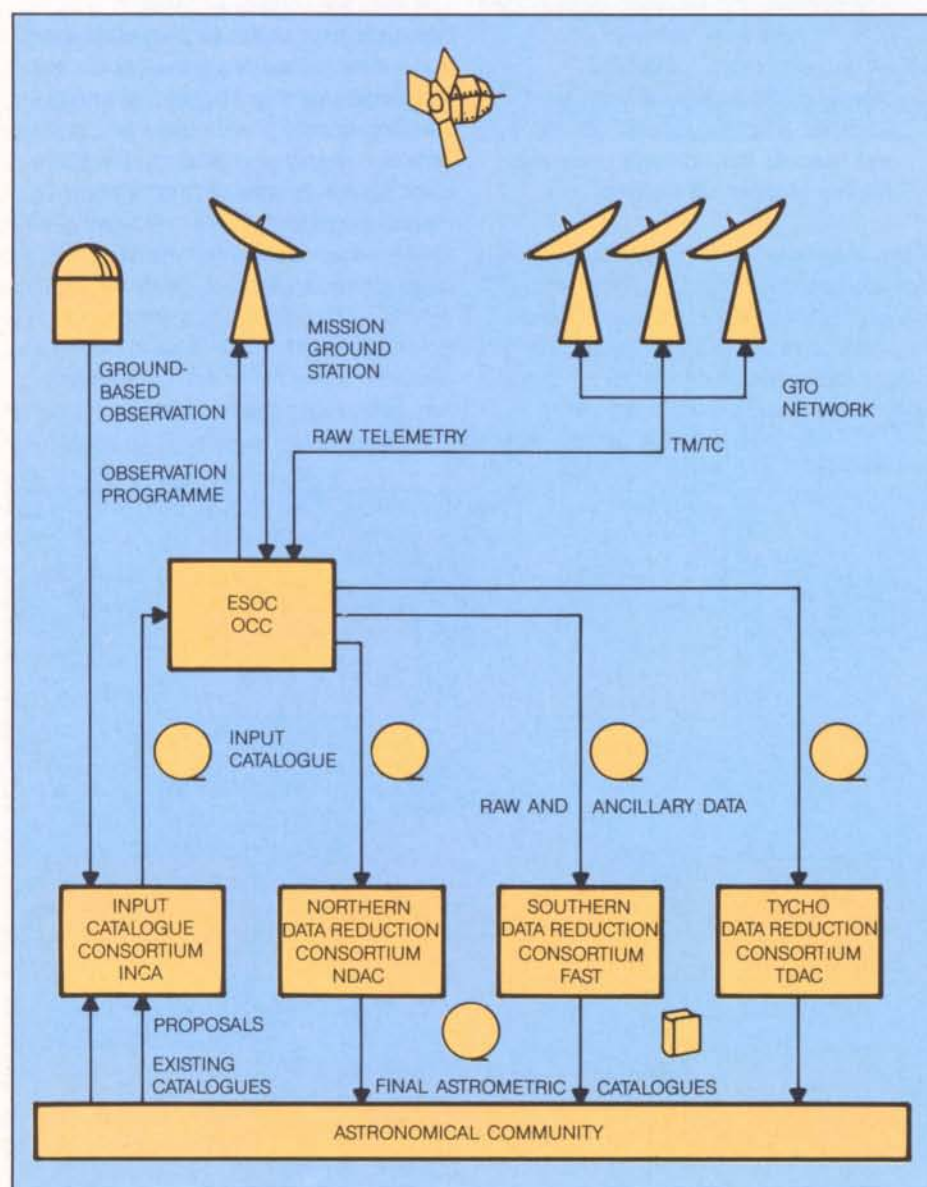 MISSION
GROUND
STATION
GROUND-
BASED
OBSERVATION
GTO
NETWORK
RAW TELEMETRY
TM/TC
OBSERVATION
PROGRAMME
ESOC
OCC
INPUT
CATALOGUE
RAW AND
ANCILLARY DATA
INPUT
CATALOGUE
CONSORTIUM
INCA
NORTHERN
DATA REDUCTION
CONSORTIUM
NDAC
SOUTHERN
DATA REDUCTION
CONSORTIUM
FAST
TYCHO
DATA REDUCTION
CONSORTIUM
TDAC
PROPOSALS
EXISTING
CATALOGUES
FINAL ASTROMETRIC
CATALOGUES
ASTRONOMICAL COMMUNITY